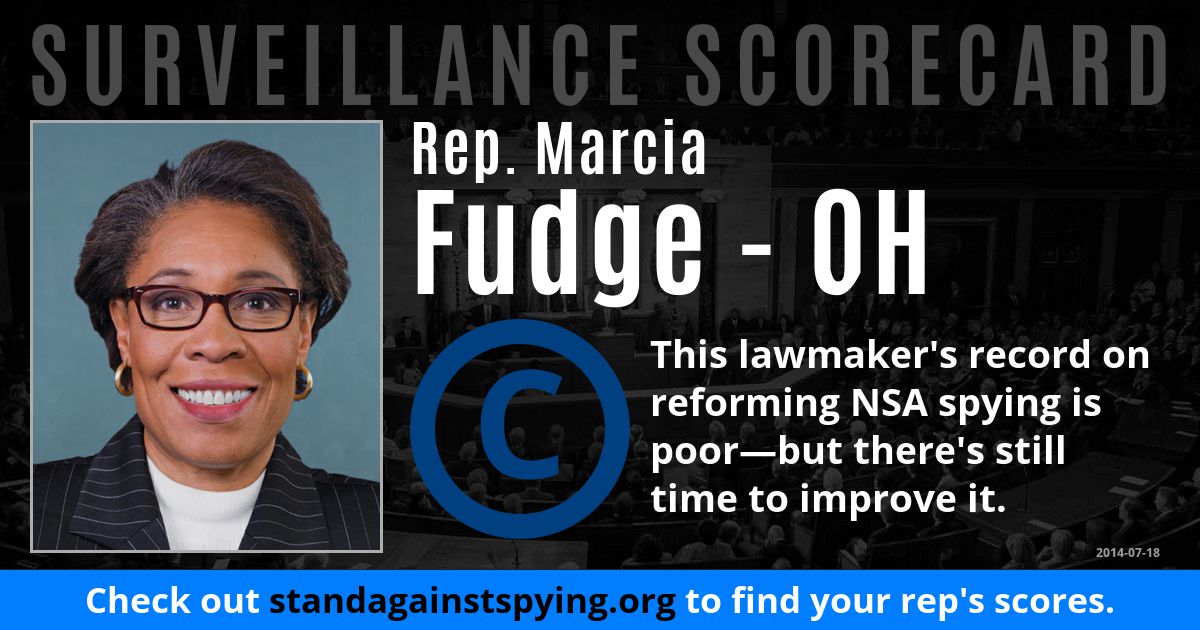 SURVEILLANCE SCORECARD
Rep. Marcia
Fudge - OH
C
This lawmaker's record on
reforming NSA spying is
poor—but there's still
time to improve it.
2014-07-18
Check out standagainstspying.org to find your rep's scores.